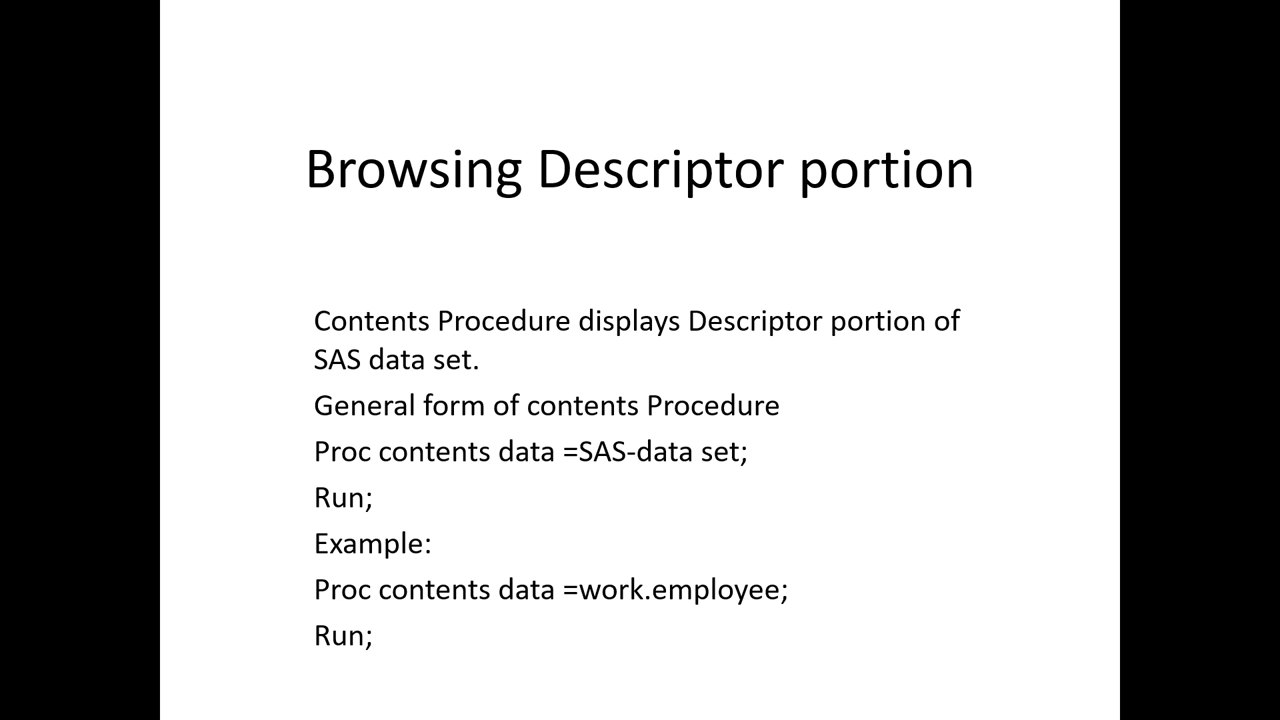 Browsing Descriptor portion
Contents Procedure displays Descriptor portion of
SAS data set.
General form of contents Procedure
Proc contents data =SAS-data set;
Run;
Example:
Proc contents data =work.employee;
Run;